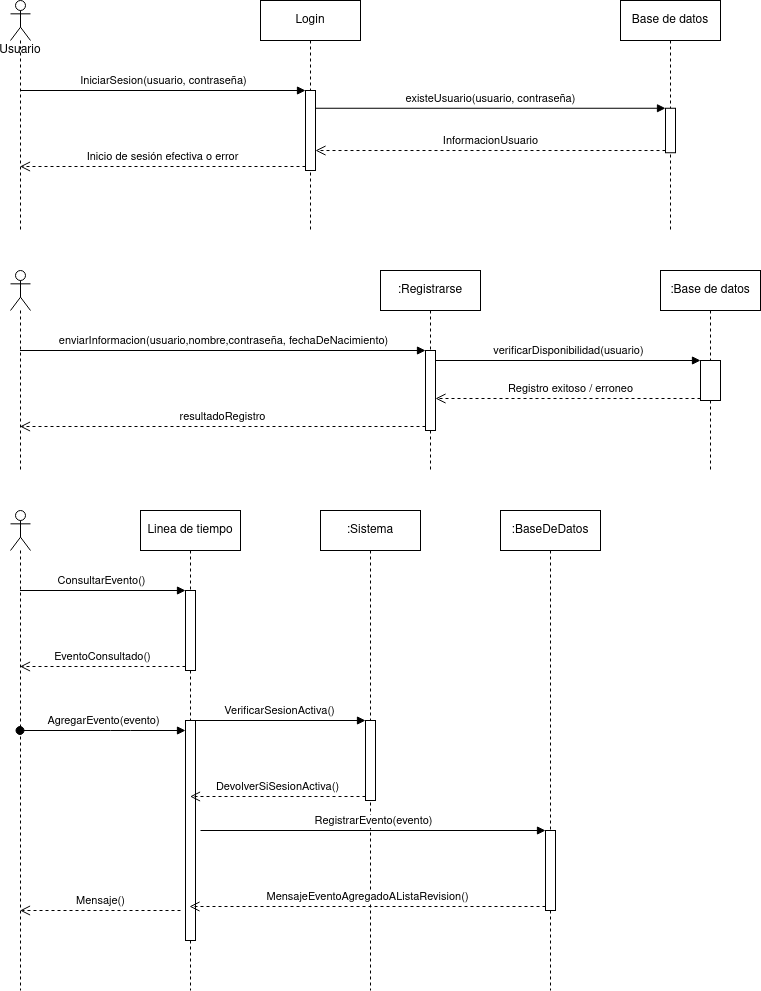 Login
Base de datos
Usuario
IniciarSesion(usuario, contraseña)
existeUsuario(usuario, contraseña)
InformacionUsuario
Inicio de sesión efectiva o error
:Registrarse
:Base de datos
enviarInformacion(usuario,nombre,contraseña, fechaDeNacimiento)
verificarDisponibilidad(usuario)
Registro exitoso / erroneo
resultadoRegistro
Linea de tiempo
:Sistema
:BaseDeDatos
ConsultarEvento()
EventoConsultado()
VerificarSesionActiva()
AgregarEvento(evento)
DevolverSiSesionActiva()
RegistrarEvento(evento)
MensajeEventoAgregadoAListaRevision()
Mensaje()